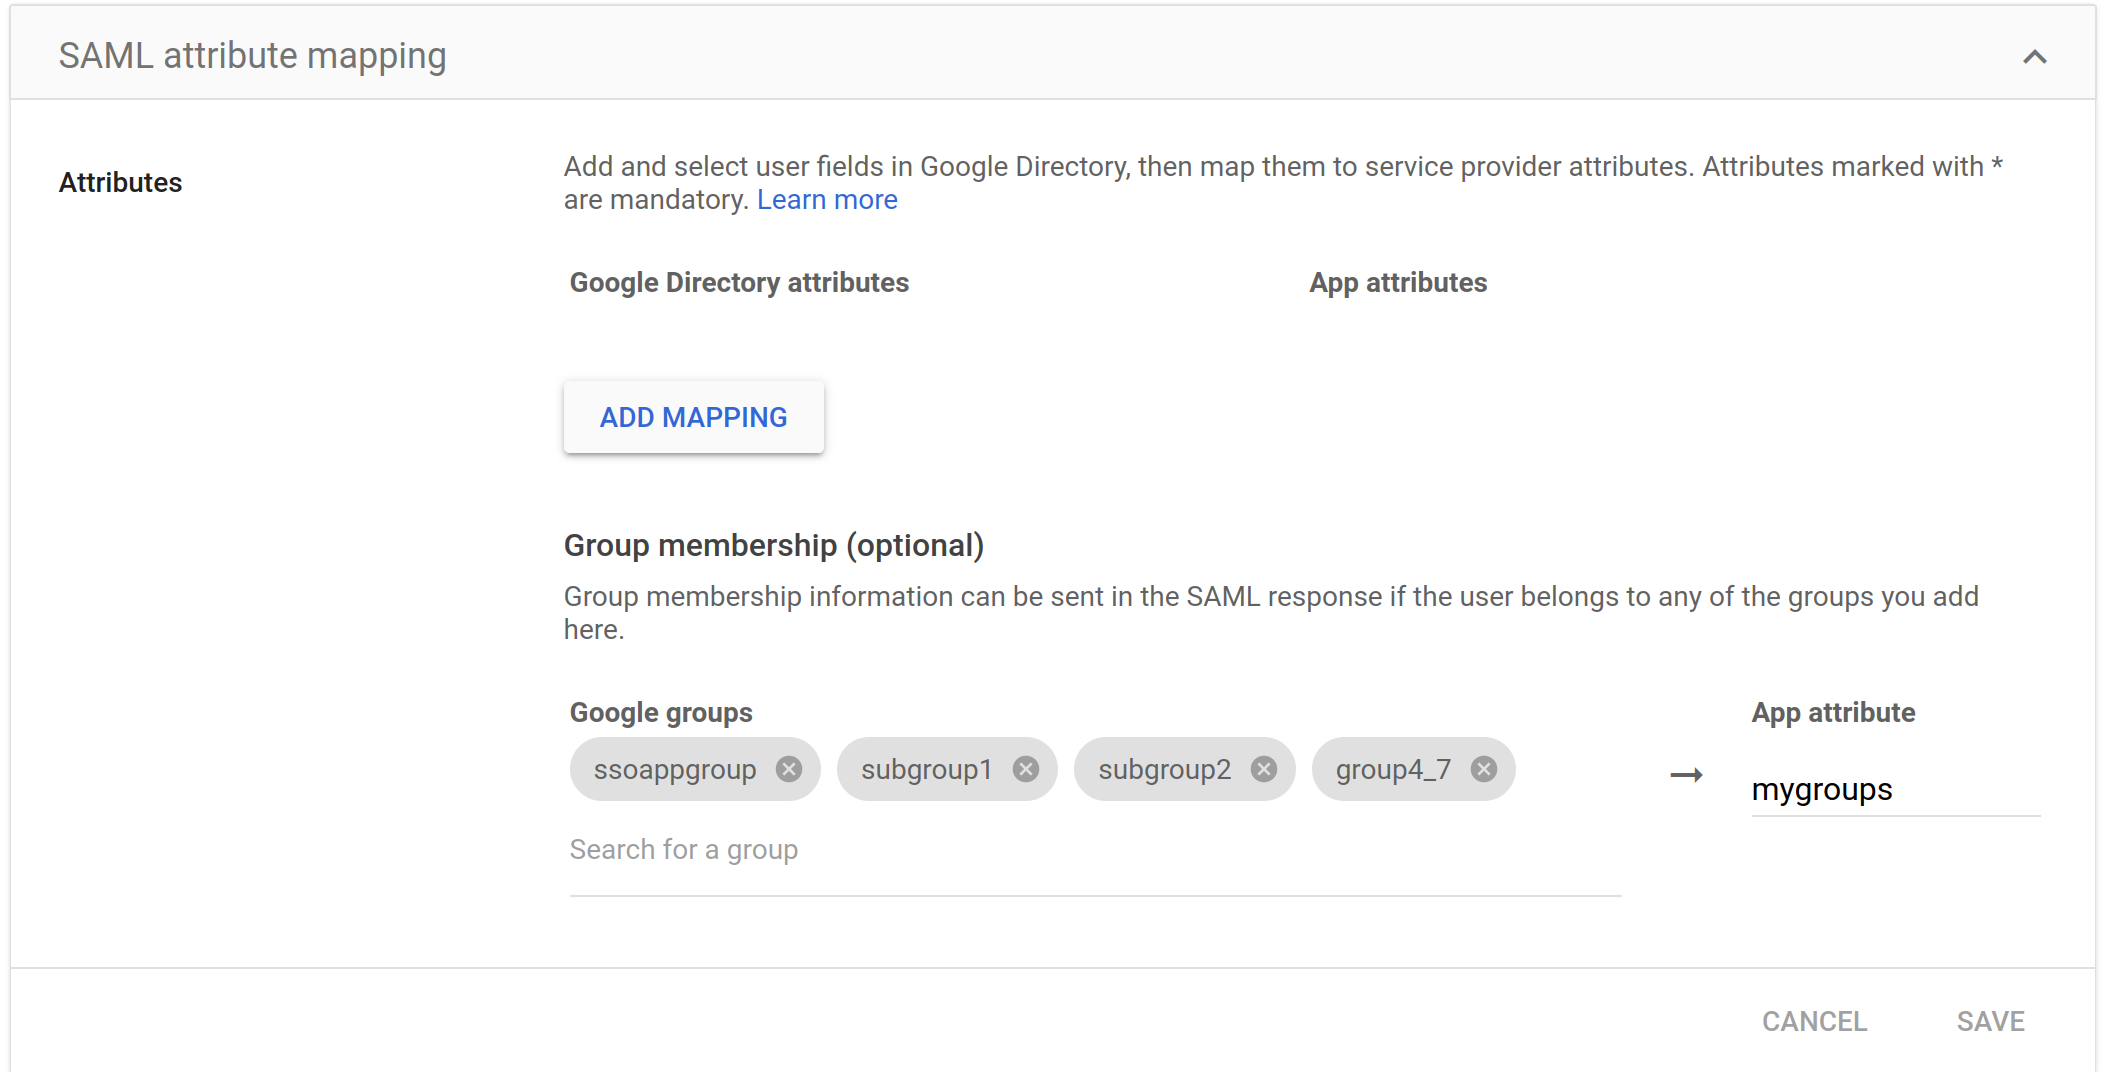 SAML attribute mapping
Attributes
Add and select user fields in Google Directory, then map them to service provider attributes. Attributes marked with *
are mandatory. Learn more
Google Directory attributes
App attributes
ADD MAPPING
Group membership (optional)
Group membership information can be sent in the SAML response if the user belongs to any of the groups you add
here.
Google groups
App attribute
ssoappgroup
subgroup1
subgroup2
group4_7
mygroups
Search for a group
CANCEL
SAVE